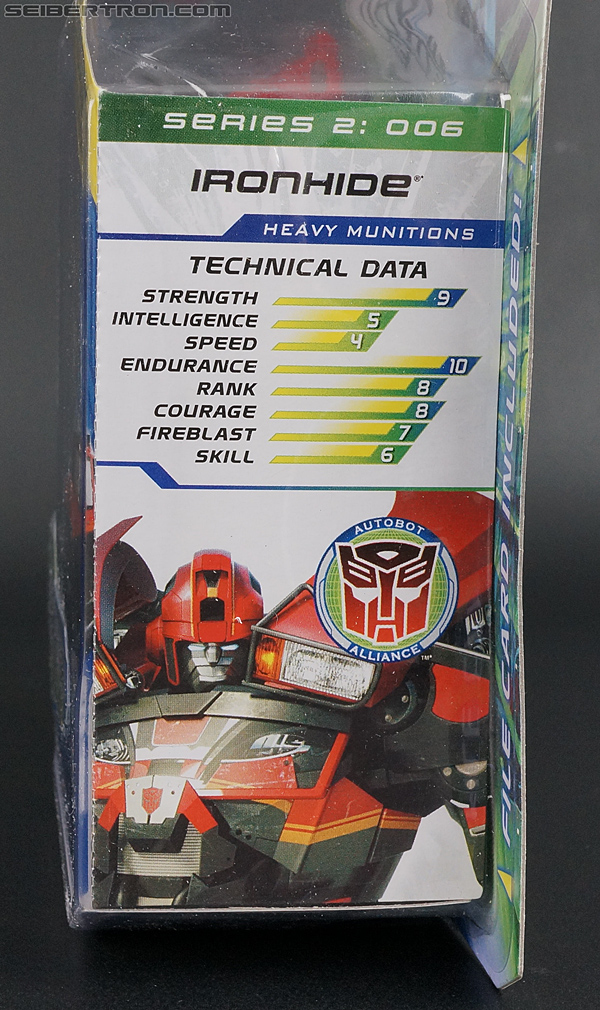 SEIBERTRON.COM
SERIES 2: 006
IRONHIDE®*
HEAVY MUNITIONS
TECHNICAL DATA
STRENGTH 9
INTELLIGENCE 5
SPEED 4
ENDURANCE 10
RANK 8
COURAGE 8
FIREBLAST 7
SKILL 6
AUTOBOT
ALLIANCE
TM*
FILE CARD INCLUDED!